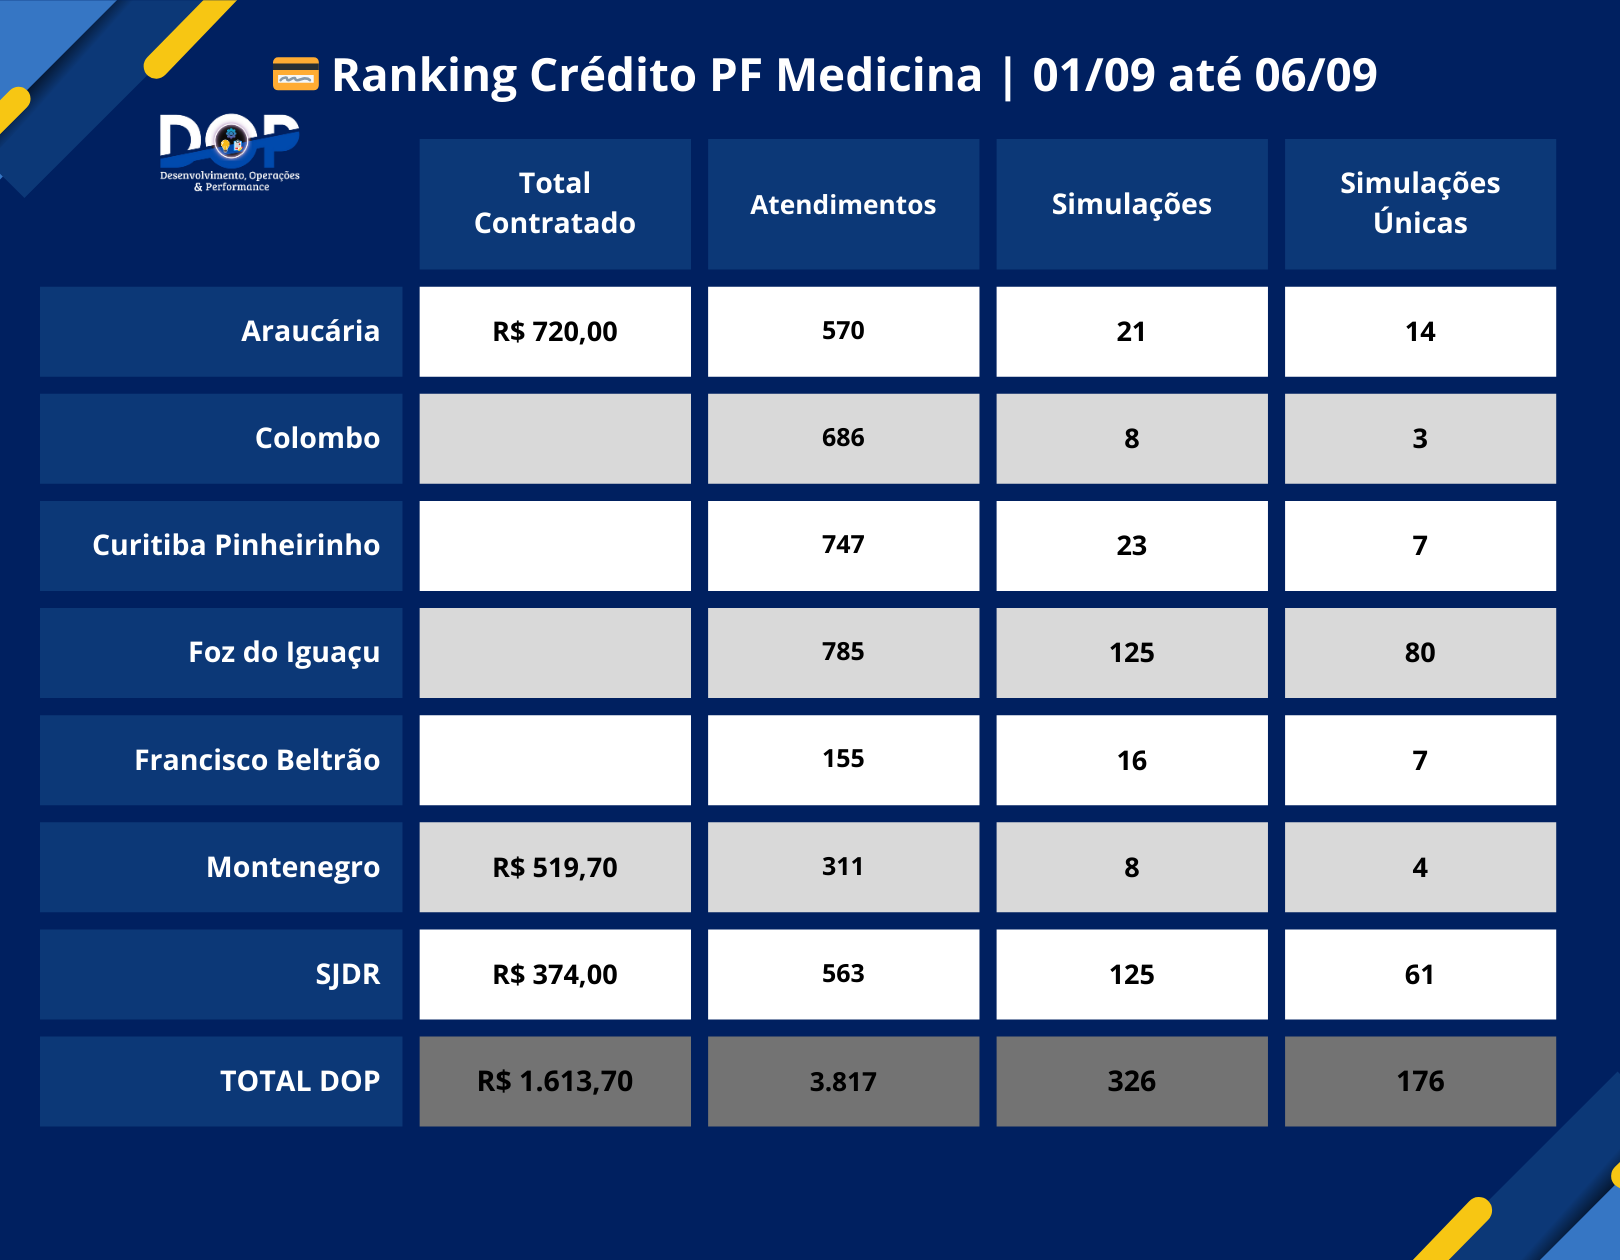 Ranking Crédito PF Medicina | 01/09 até 06/09
DOP
Desenvolvimento, Operações
& Performance
Total
Contratado
Atendimentos
Simulações
Simulações
Únicas
Araucária R$ 720,00 570 21 14
Colombo 686 8 3
Curitiba Pinheirinho 747 23 7
Foz do Iguaçu 785 125 80
Francisco Beltrão 155 16 7
Montenegro R$ 519,70 311 8 4
SJDR R$ 374,00 563 125 61
TOTAL DOP R$ 1.613,70 3.817 326 176